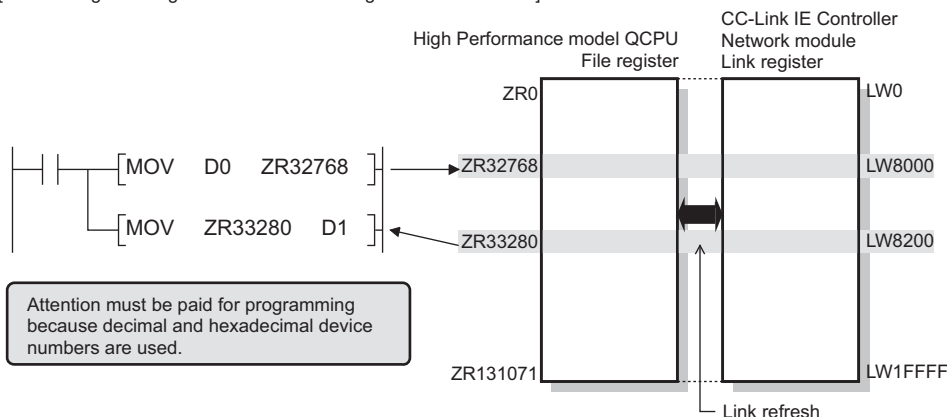 High Performance model QCPU
File register
CC-Link IE Controller
Network module
Link register
ZR0
LW0
MOV D0 ZR32768
ZR32768
LW8000
MOV ZR33280 D1
ZR33280
LW8200
Attention must be paid for programming
because decimal and hexadecimal device
numbers are used.
ZR131071
LW1FFFF
Link refresh